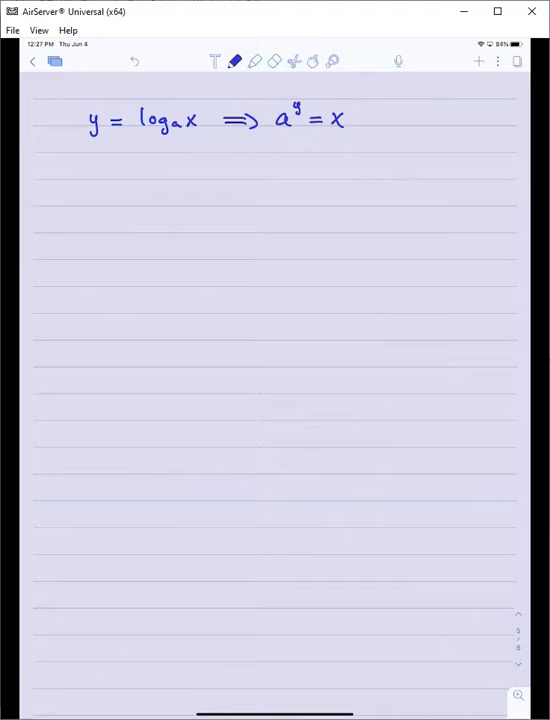 AirServer® Universal (x64)
File View Help
12:27 PM Thu Jun 4 84%
T
y = logₐx ⟹ aʸ = x
5
/
6